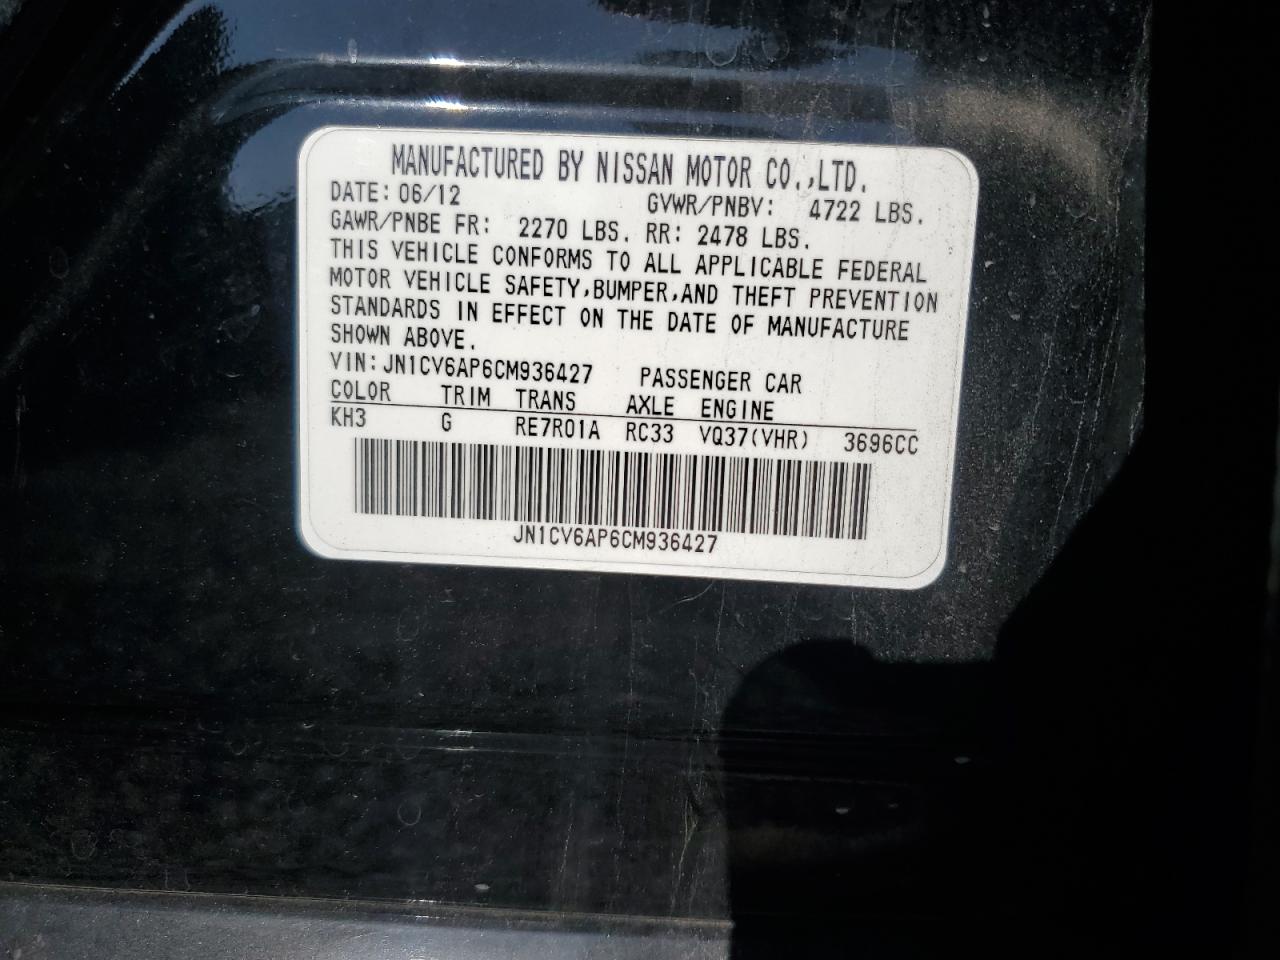 MANUFACTURED BY NISSAN MOTOR CO.,LTD.
DATE: 06/12 GVWR/PNBV: 4722 LBS.
GAWR/PNBE FR: 2270 LBS. RR: 2478 LBS.
THIS VEHICLE CONFORMS TO ALL APPLICABLE FEDERAL
MOTOR VEHICLE SAFETY,BUMPER,AND THEFT PREVENTION
STANDARDS IN EFFECT ON THE DATE OF MANUFACTURE
SHOWN ABOVE.
VIN:JN1CV6AP6CM936427 PASSENGER CAR
COLOR TRIM TRANS AXLE ENGINE
KH3 G RE7R01A RC33 VQ37(VHR) 3696CC
JN1CV6AP6CM936427